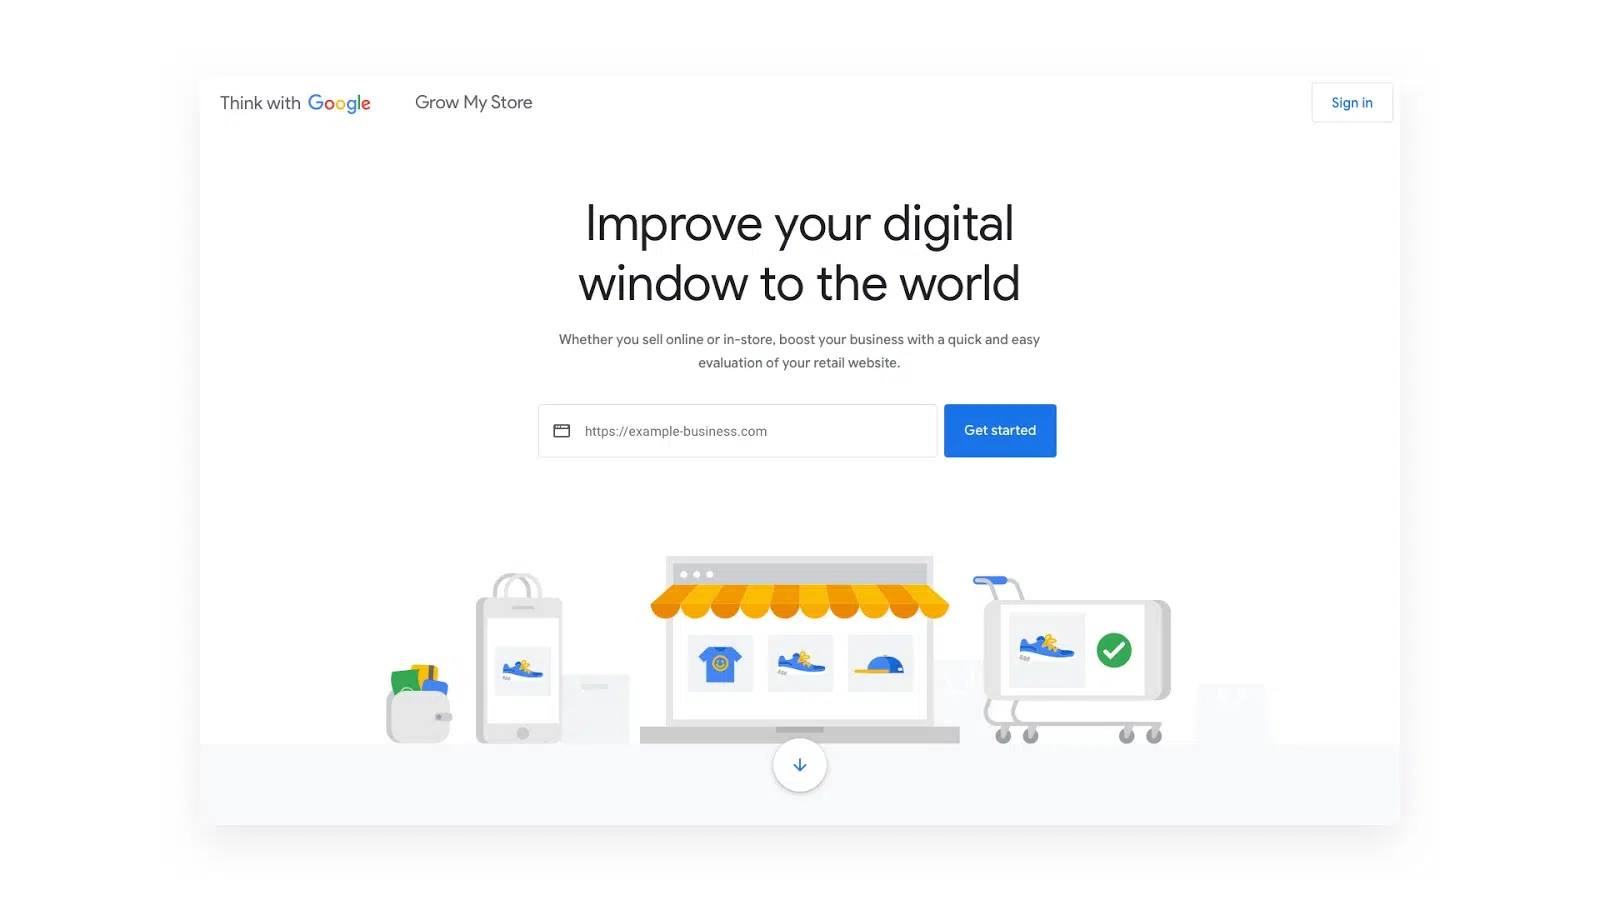 Think with Google
Grow My Store
Sign in
Improve your digital
window to the world
Whether you sell online or in-store, boost your business with a quick and easy
evaluation of your retail website.
https://example-business.com
Get started